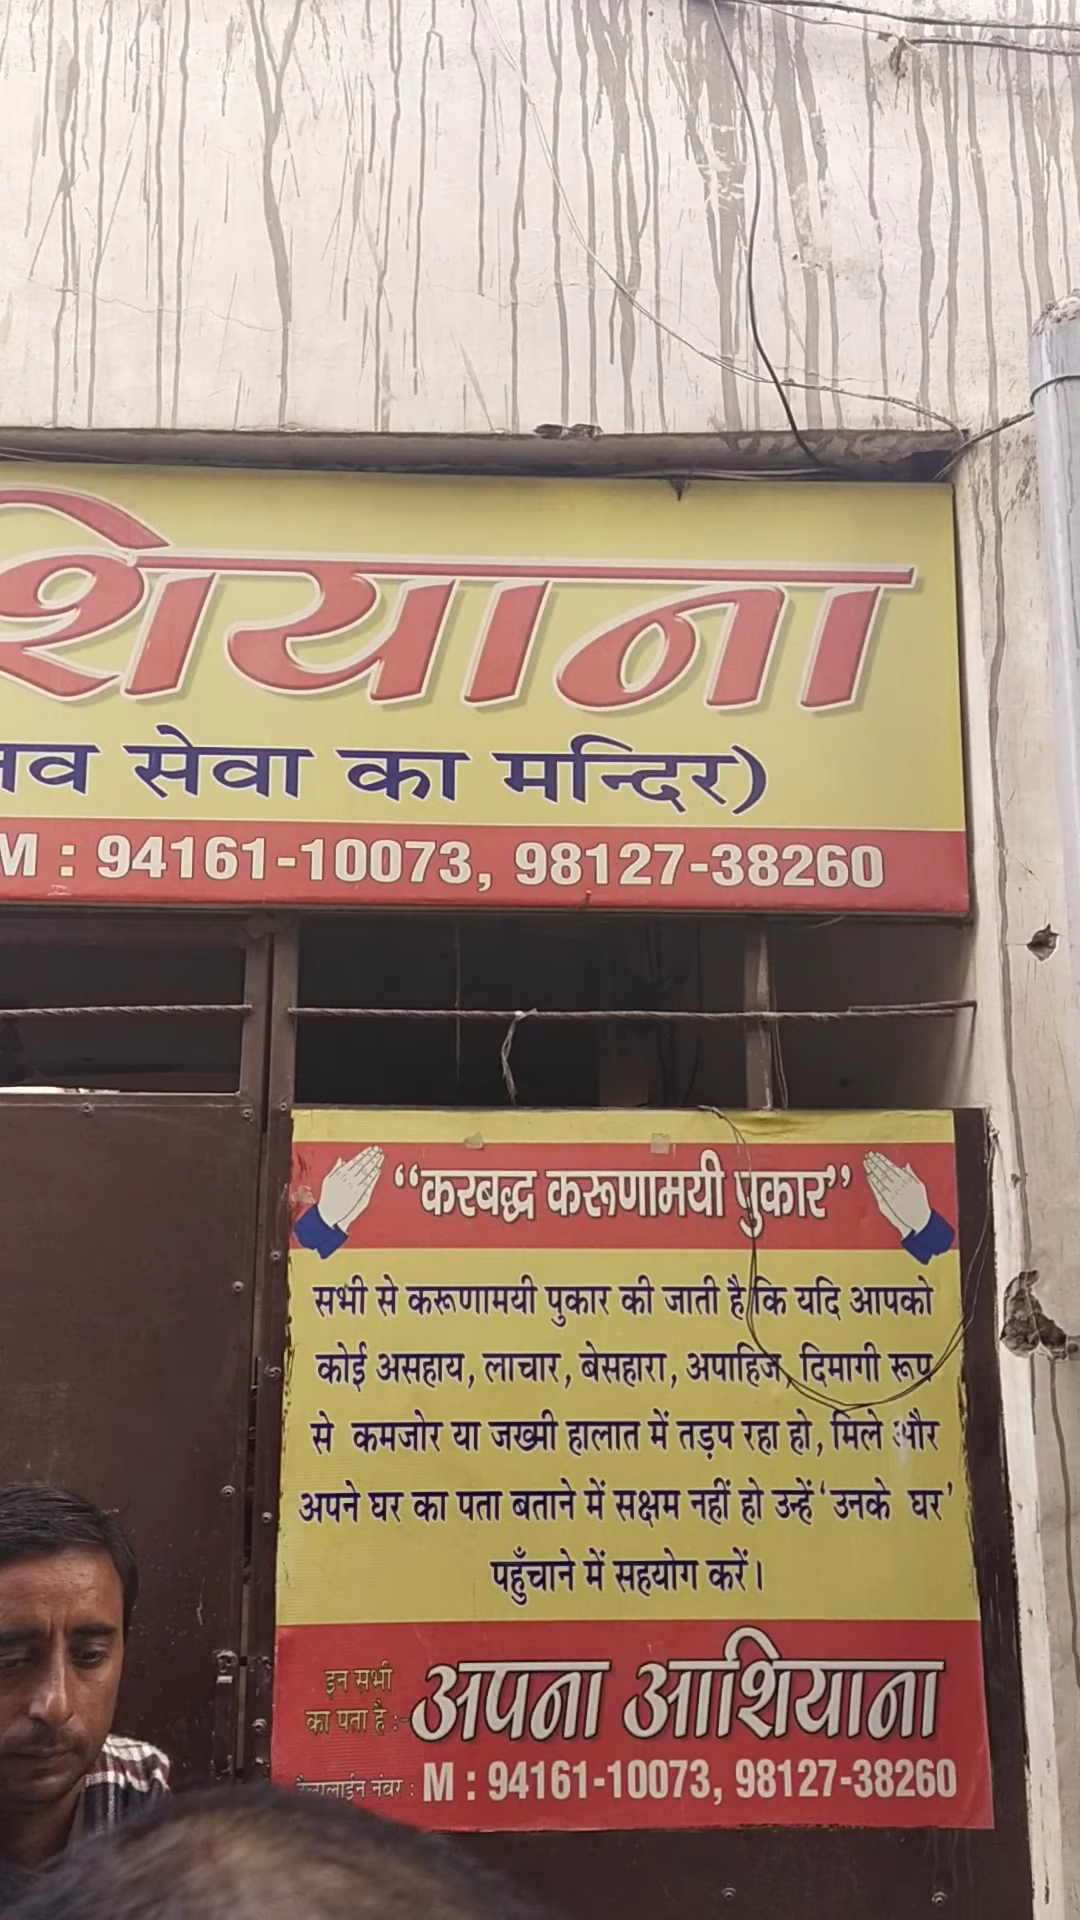 शियाना
सेवा का मन्दिर)
M : 94161-10073, 98127-38260
“करबद्ध करूणामयी पुकार”
सभी से करूणामयी पुकार की जाती है कि यदि आपको
कोई असहाय, लाचार, बेसहारा, अपाहिज, दिमागी रूप
से कमजोर या जख्मी हालात में तड़प रहा हो, मिले और
अपने घर का पता बताने में सक्षम नहीं हो उन्हें ‘उनके घर’
पहुँचाने में सहयोग करें।
इन सभी
का पता है :-
अपना आशियाना
नंबर : M : 94161-10073, 98127-38260